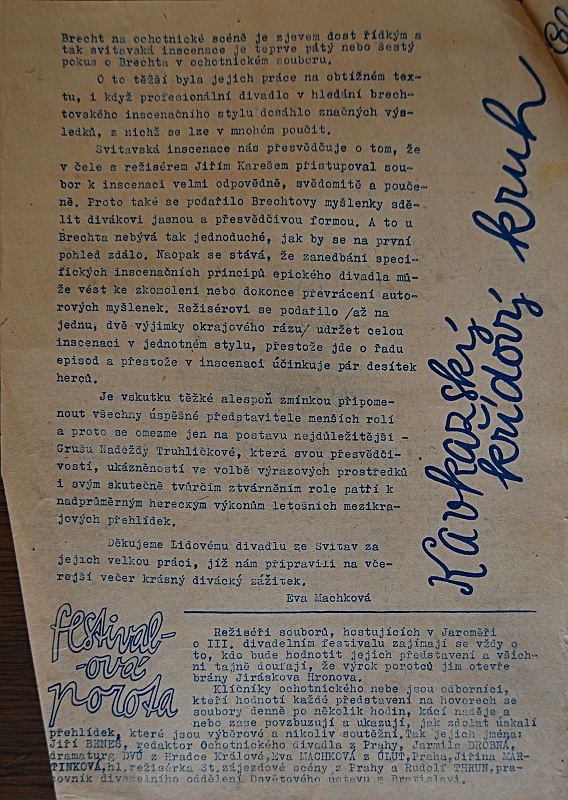 Brecht na ochotnické scéně je zjevem dost řídkým a
tak svitavská inscenace je teprve pátý nebo šestý
pokus o Brechta v ochotnickém souboru.
O to těžší byla jejich práce na obtížném tex-
tu, i když profesionální divadlo v hledání brech-
tovského inscenačního stylu dosáhlo značných výs-
ledků, z nichž se lze v mnohém poučit.
Svitavská inscenace nás přesvědčuje o tom, že
v čele s režisérem Jiřím Karešem přistupoval sou-
bor k inscenaci velmi odpovědně, svědomitě a pouče-
ně. Proto také se podařilo Brechtovy myšlenky sdě-
lit divákovi jasnou a přesvědčivou formou. A to u
Brechta nebývá tak jednoduché, jak by se na první
pohled zdálo. Naopak se stává, že zanedbání speci-
fických inscenačních principů epického divadla mů-
že vést ke zkomolení nebo dokonce převrácení auto-
rových myšlenek. Režisérovi se podařilo /až na
jednu, dvě výjimky okrajového rázu/ udržet celou
inscenaci v jednotném stylu, přestože jde o řadu
epizod a přestože v inscenaci účinkuje pár desítek
herců.
Je vskutku těžké alespoň zmínkou připome-
nout všechny úspěšné představitele menších rolí
a proto se omezme jen na postavu nejdůležitější -
Grušu Naděždy Truhličkové, která svou přesvědči-
vostí, ukázněností ve volbě výrazových prostředků
i svým skutečně tvůrčím ztvárněním role patří k
nadprůměrným hereckym výkonům letošních mezikra-
jových přehlídek.
Děkujeme Lidovému divadlu ze Svitav za
jejich velkou práci, jíž nám připravili na vče-
rejší večer krásný divácký zážitek.
Eva Machková
Kavkazský
křídový kruh
festival-
-ová
porota
Režiséři souborů, hostujících v Jaroměři
o III. divadelním festivalu zajímají se vždy o
to, kdo bude hodnotit jejich představení a všich-
ni tajně doufají, že výrok porotců jim otevře
brány Jiráskova Hronova.
Klíčníky ochotnického nebe jsou odborníci,
kteří hodnotí každé představení na hovorech se
soubory denně po několik hodin, kácí naděje
nebo zase povzbuzují a ukazují, jak zdolat úskalí
přehlídek, které jsou výběrové a nikoliv soutěžní.Tak jejich jména:
Jiří BENEŠ, redaktor Ochotnického divadla z Prahy, Jarmila DROBNÁ,
dramaturg DVÚ z Hradce Králové,Eva MACHKOVÁ z ÚLUT,Praha,Jiřina MAR-
TINKOVÁ,hl.režisérka St.zájezdové scény z Prahy a Rudolf THRUN,pra-
covník divadelního oddělení Osvětového ústavu z Bratislavi.